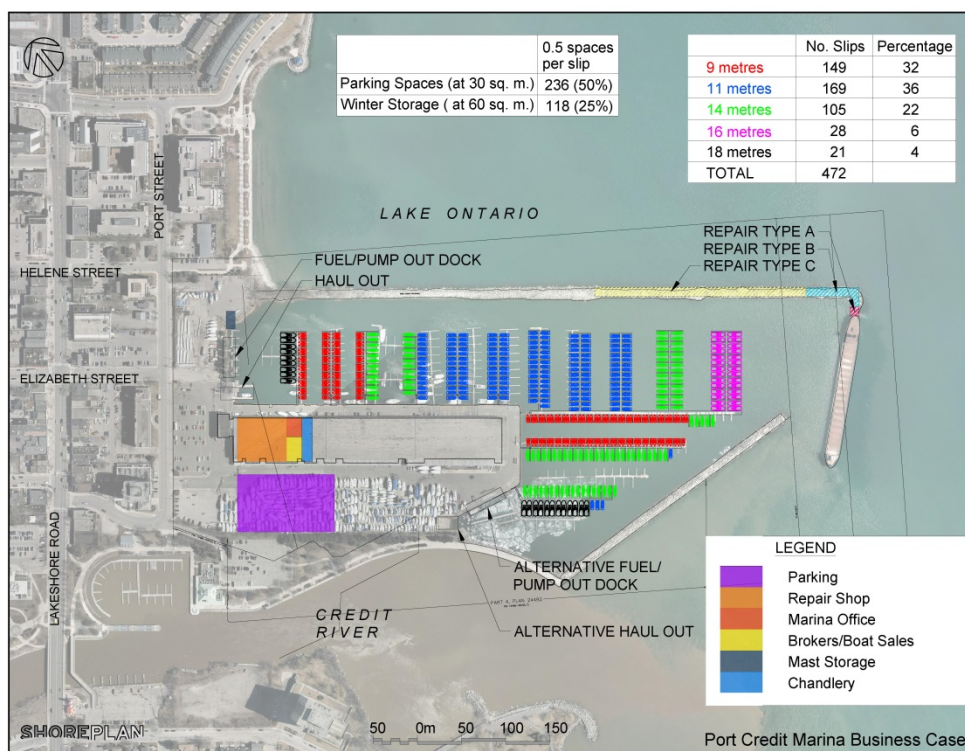 0.5 spaces
per slip
Parking Spaces (at 30 sq. m.) 236 (50%)
Winter Storage ( at 60 sq. m.) 118 (25%)
No. Slips Percentage
9 metres 149 32
11 metres 169 36
14 metres 105 22
16 metres 28 6
18 metres 21 4
TOTAL 472
PORT STREET
LAKE ONTARIO
REPAIR TYPE A
REPAIR TYPE B
REPAIR TYPE C
FUEL/PUMP OUT DOCK
HAUL OUT
HELENE STREET
ELIZABETH STREET
LAKESHORE ROAD
ALTERNATIVE FUEL/
PUMP OUT DOCK
ALTERNATIVE HAUL OUT
CREDIT
RIVER
LEGEND
Parking
Repair Shop
Marina Office
Brokers/Boat Sales
Mast Storage
Chandlery
SHOREPLAN
50 0m 50 100 150
Port Credit Marina Business Case